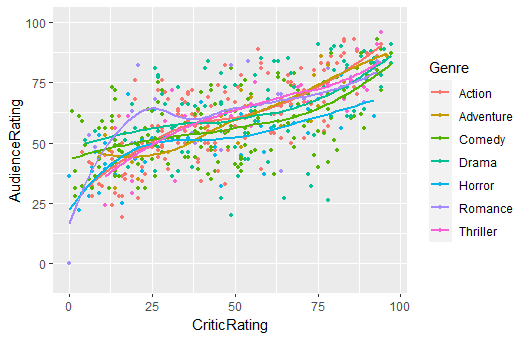 100
75
50
25
0
AudienceRating
0
25
50
75
100
CriticRating
Genre
Action
Adventure
Comedy
Drama
Horror
Romance
Thriller